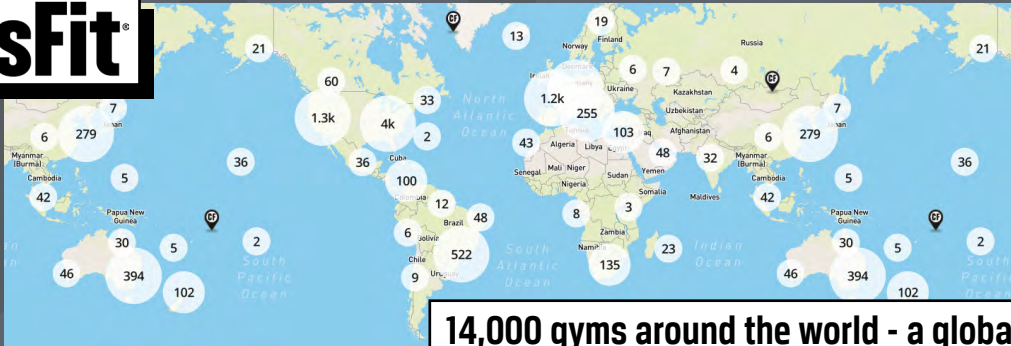 sFit
21
13
19
Norway
Finland
Russia
21
60
6
7
4
CF
CF
Ukraine
Kazakhstan
Uzbekistan
7
279
6
1.3k
4k
33
2
North
Atlantic
Ocean
1.2k
255
103
Afghanistan
7
279
6
Myanmar
(Burma)
Cambodia
36
36
Cuba
43
Algeria
Libya
48
32
Myanmar
(Burma)
Cambodia
36
5
42
100
Senegal
Mali
Niger
Nigeria
Sudan
Yemen
Somalia
Maldives
5
42
Papua New
Guinea
CF
12
Brazil
48
8
3
Zambia
Papua New
Guinea
CF
30
5
2
6
Chile
522
South
Atlantic
Ocean
23
Indian
Ocean
30
5
2
46
394
102
South
Pacific
Ocean
9
135
46
394
102
14,000 gyms around the world - a globa